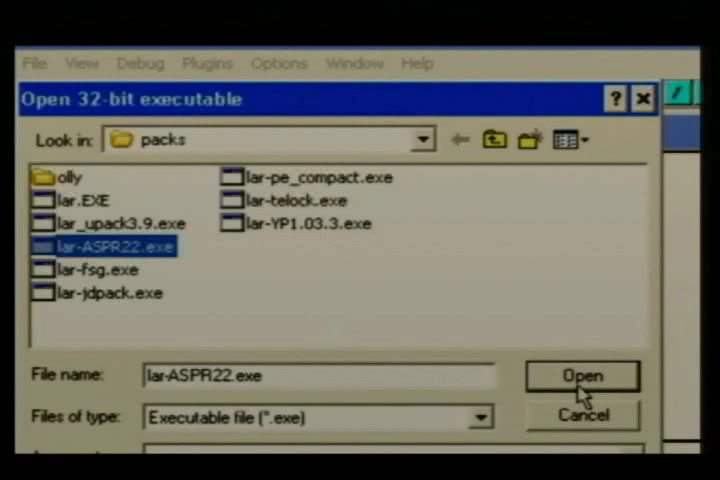 File View Debug Plugins Options Window Help
Open 32-bit executable
Look in: packs
olly lar-pe_compact.exe
lar.EXE lar-telock.exe
lar_upack3.9.exe lar-YP1.03.3.exe
lar-ASPR22.exe
lar-fsg.exe
lar-jdpack.exe
File name: lar-ASPR22.exe Open
Files of type: Executable file (*.exe) Cancel